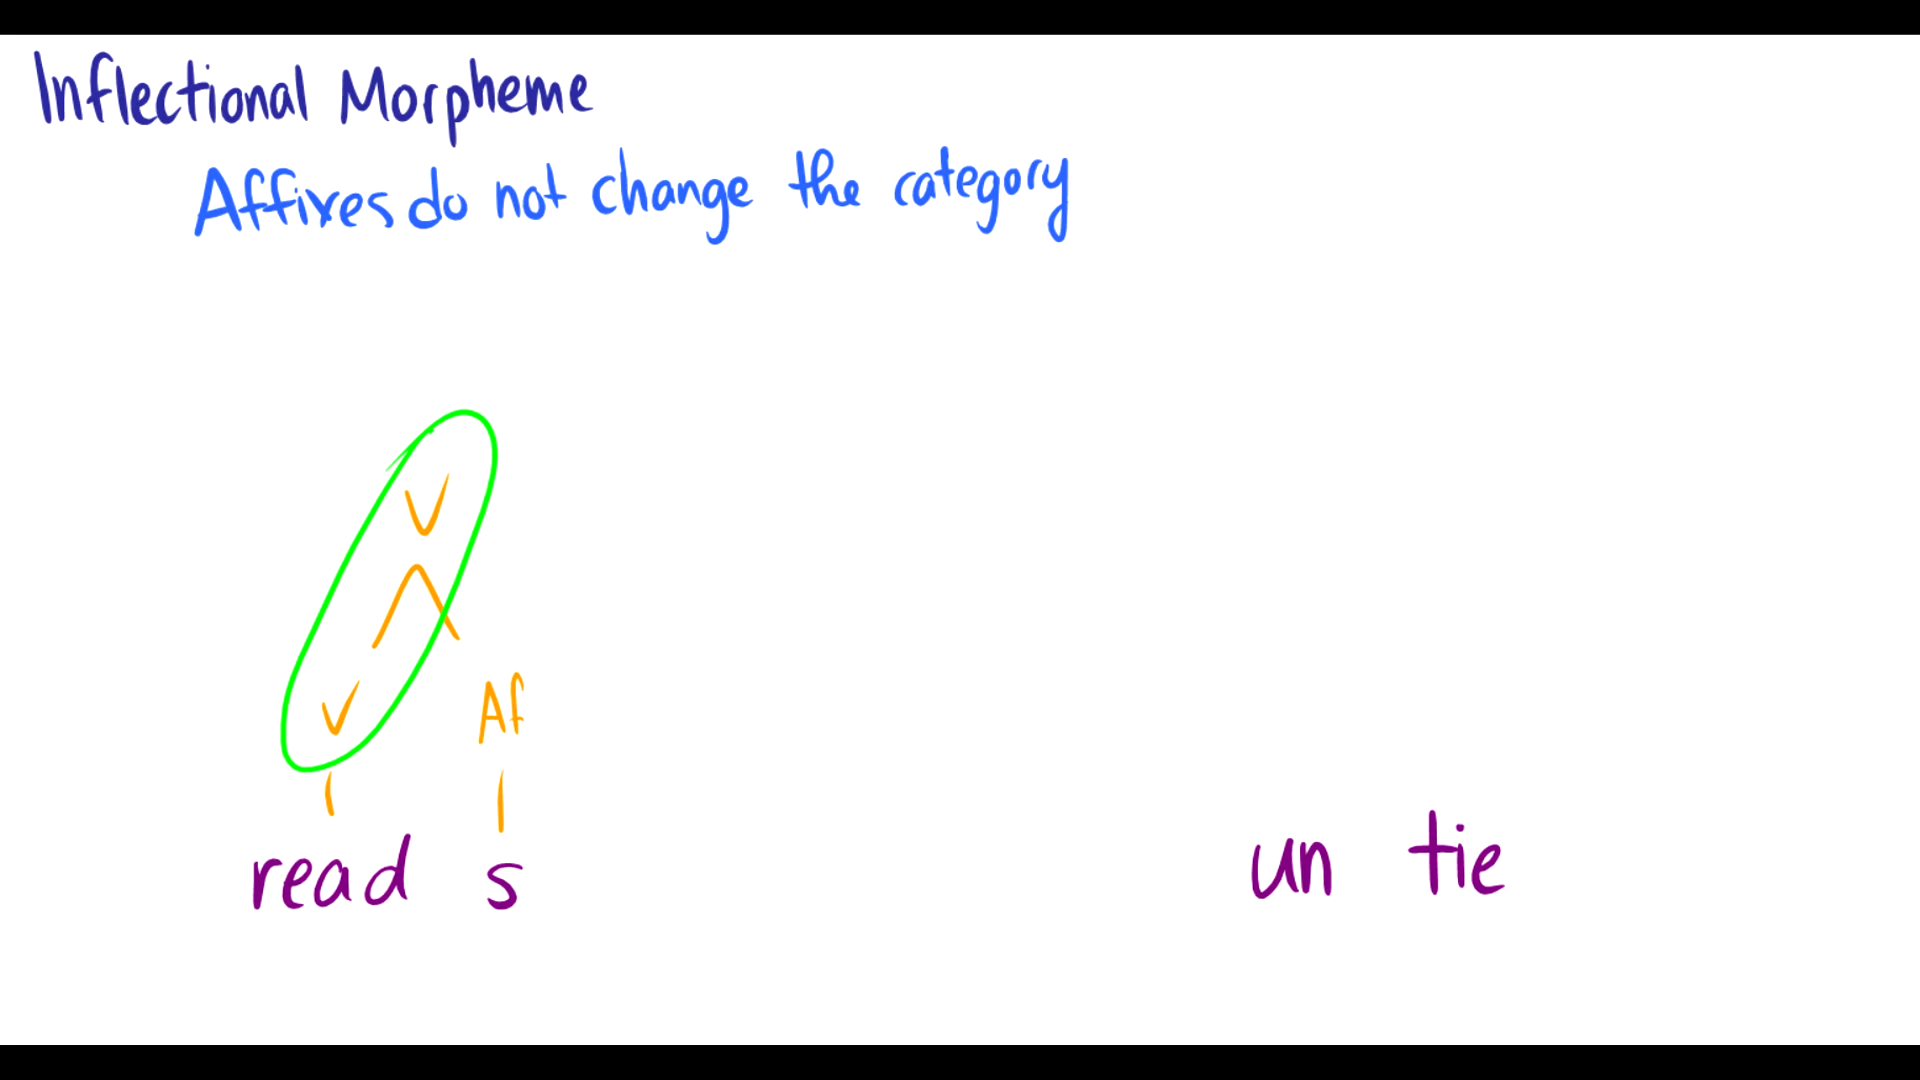 Inflectional Morpheme
Affixes do not change the category
V
V Af
read s
un tie